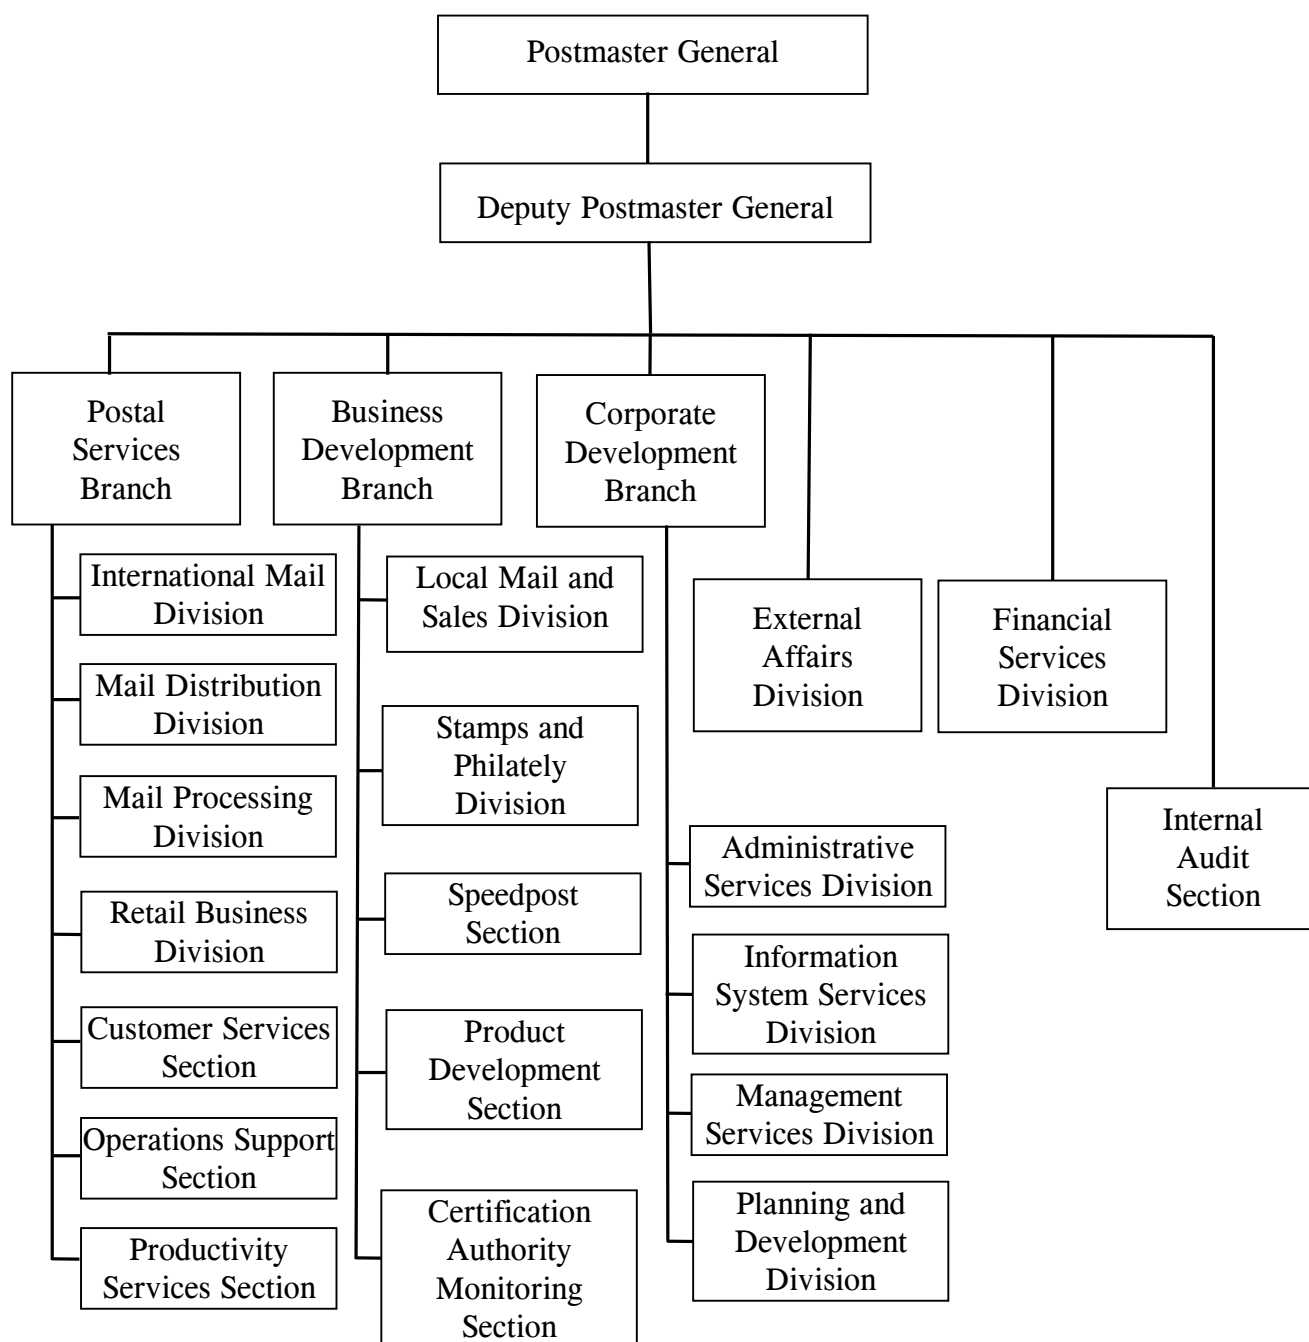 Postmaster General
Deputy Postmaster General
Postal
Services
Branch
Business
Development
Branch
Corporate
Development
Branch
International Mail
Division
Mail Distribution
Division
Mail Processing
Division
Retail Business
Division
Customer Services
Section
Operations Support
Section
Productivity
Services Section
Local Mail and
Sales Division
Stamps and
Philately
Division
Speedpost
Section
Product
Development
Section
Certification
Authority
Monitoring
Section
Administrative
Services Division
Information
System Services
Division
Management
Services Division
Planning and
Development
Division
External
Affairs
Division
Financial
Services
Division
Internal
Audit
Section